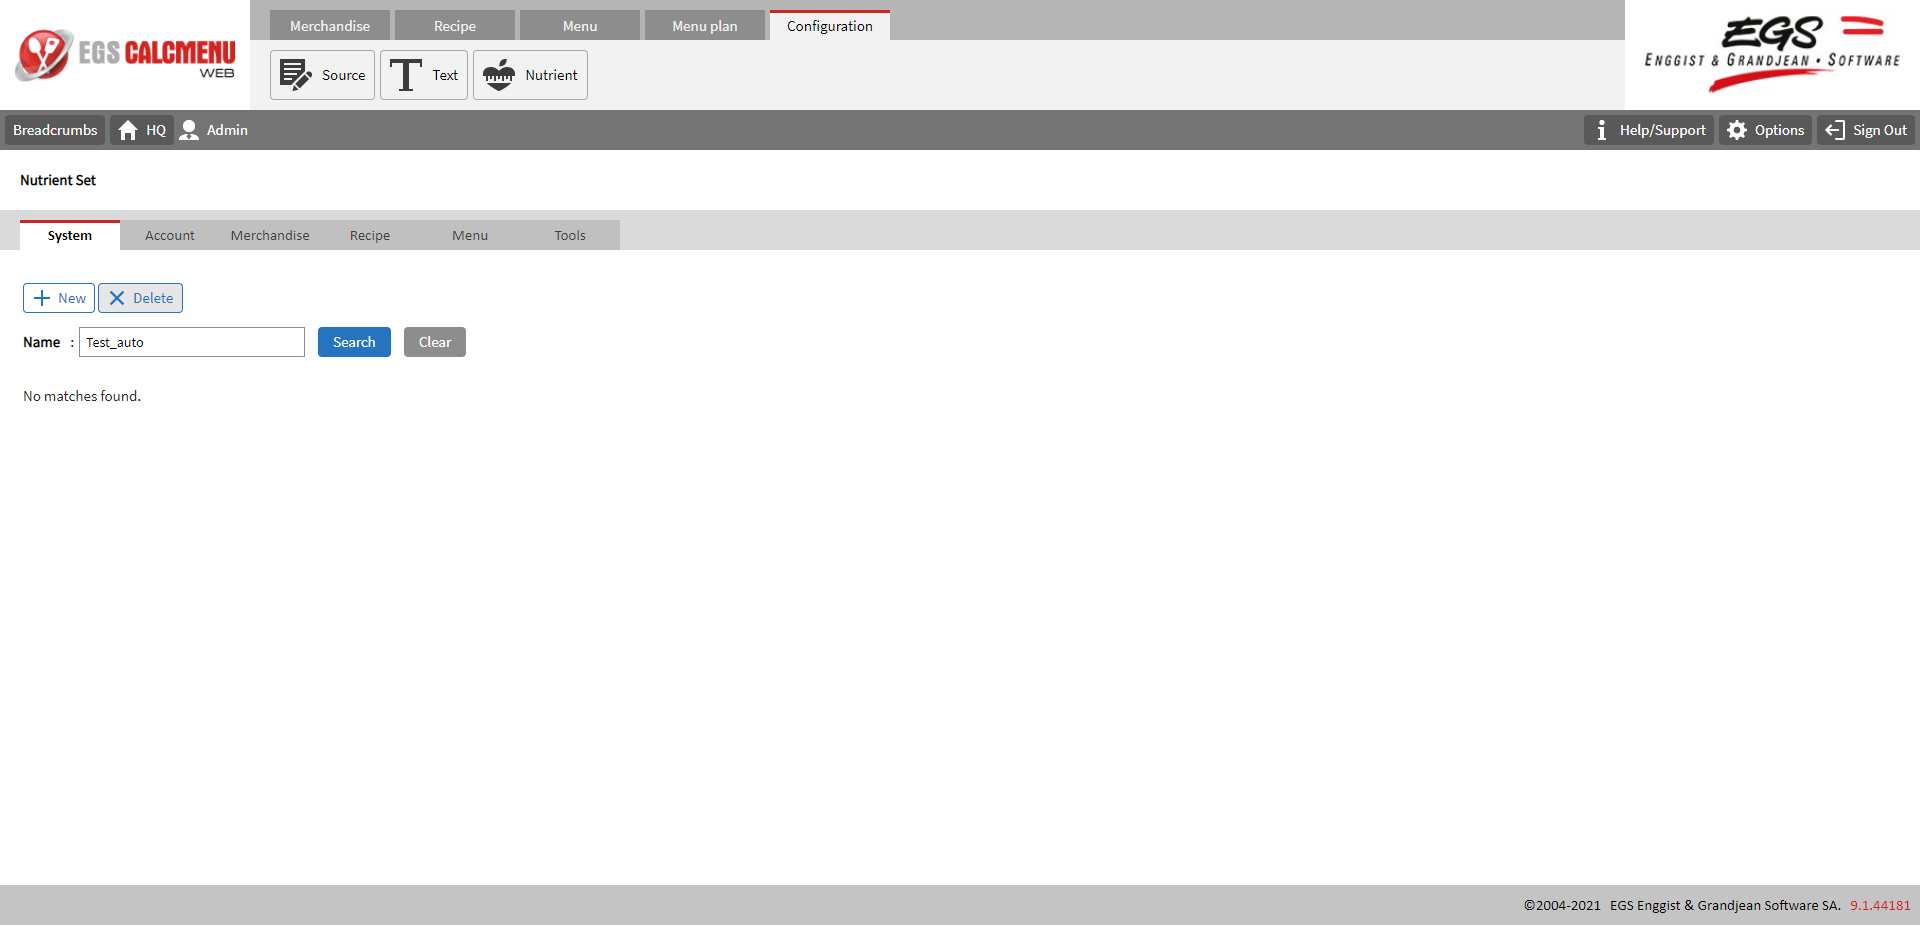 EGS CALCMENU
WEB
Merchandise Recipe Menu Menu plan Configuration
Source Text Nutrient
EGS
ENGGIST & GRANDJEAN • SOFTWARE
Breadcrumbs HQ Admin Help/Support Options Sign Out
Nutrient Set
System Account Merchandise Recipe Menu Tools
New Delete
Name : Test_auto Search Clear
No matches found.
©2004-2021 EGS Enggist & Grandjean Software SA. 9.1.44181